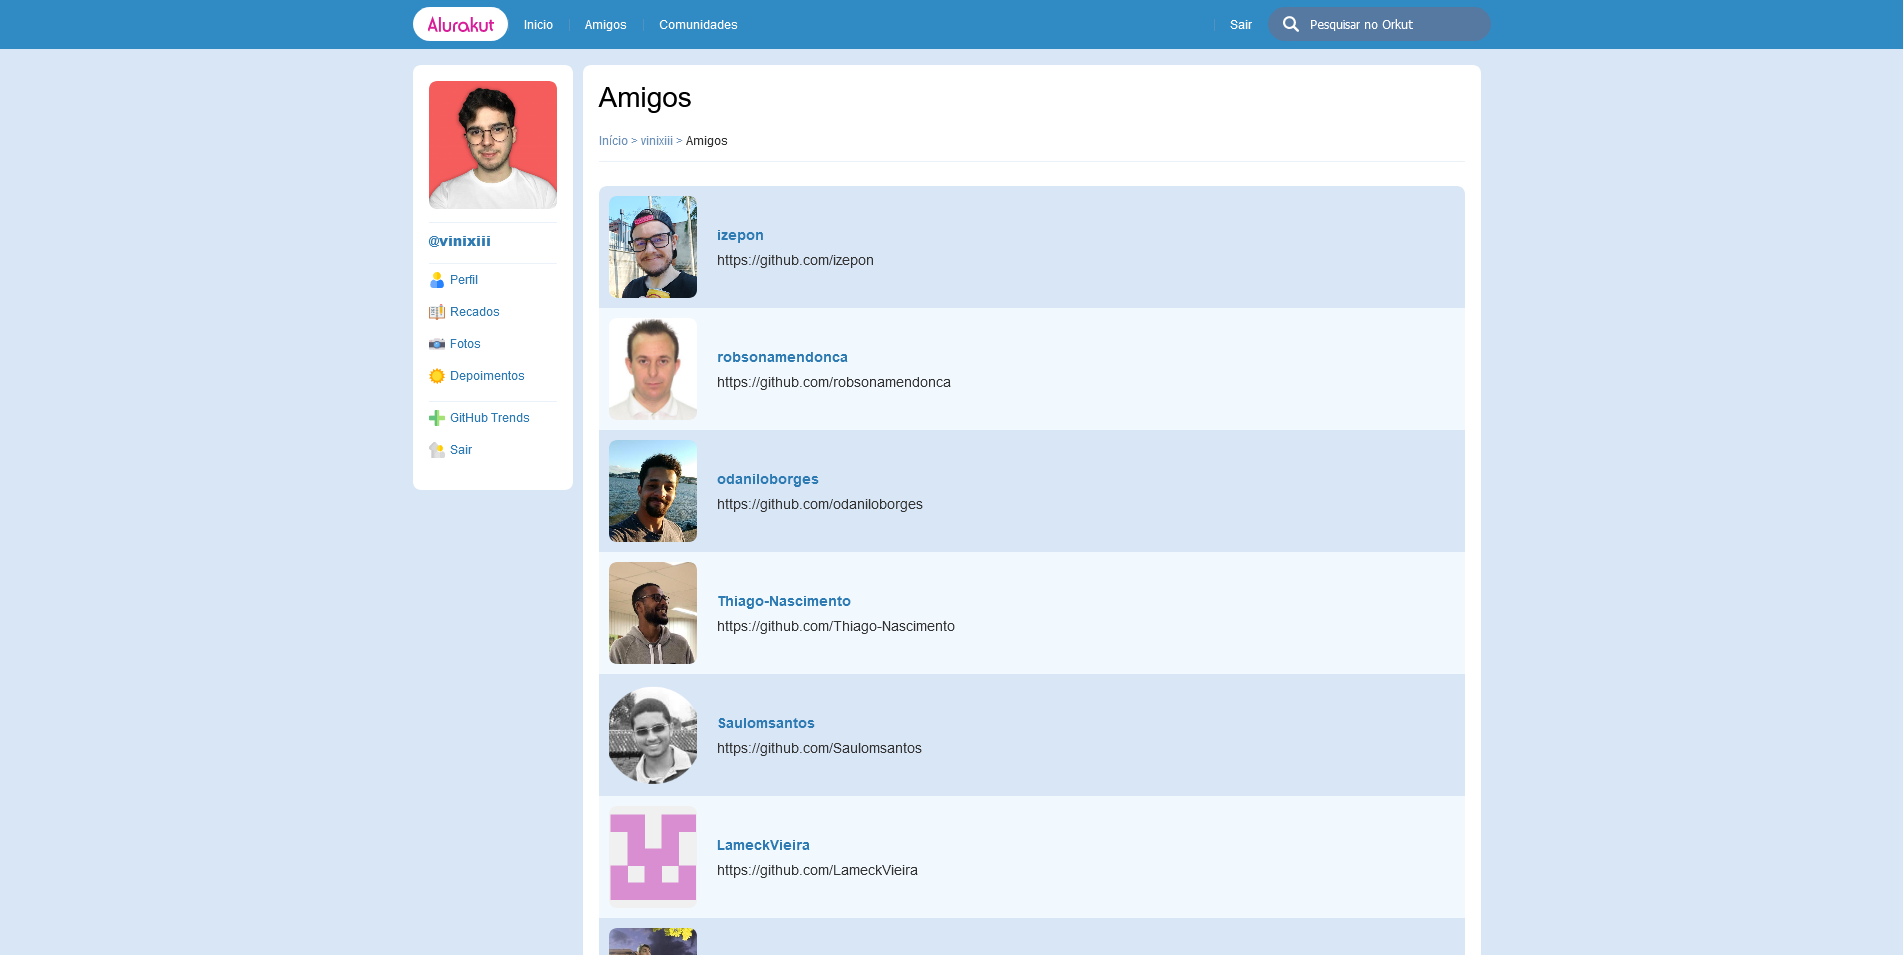 Alurakut
Inicio
Amigos
Comunidades
Sair
Pesquisar no Orkut
@vinixiii
Perfil
Recados
Fotos
Depoimentos
GitHub Trends
Sair
Amigos
Início > vinixiii > Amigos
izepon
https://github.com/izepon
robsonamendonca
https://github.com/robsonamendonca
odaniloborges
https://github.com/odaniloborges
Thiago-Nascimento
https://github.com/Thiago-Nascimento
Saulomsantos
https://github.com/Saulomsantos
LameckVieira
https://github.com/LameckVieira